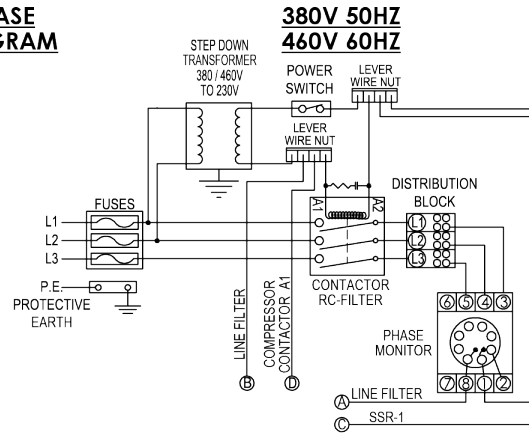 ASE
GRAM
380V 50HZ
460V 60HZ
STEP DOWN
TRANSFORMER
380 / 460V
TO 230V
POWER
SWITCH
LEVER
WIRE NUT
LEVER
WIRE NUT
DISTRIBUTION
BLOCK
FUSES
A1
A2
L1
L2
L3
L1
L2
L3
P.E.
PROTECTIVE
EARTH
CONTACTOR
RC-FILTER
LINE FILTER
COMPRESSOR
CONTACTOR A1
6 5 4 3
PHASE
MONITOR
7 8 1 2
B
D
A LINE FILTER
C SSR-1